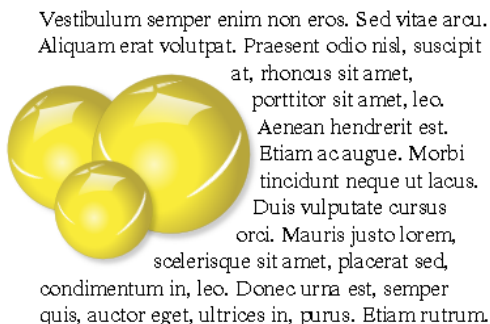 Vestibulum semper enim non eros. Sed vitae arcu.
Aliquam erat volutpat. Praesent odio nisl, suscipit
at, rhoncus sit amet,
porttitor sit amet, leo.
Aenean hendrerit est.
Etiam ac augue. Morbi
tincidunt neque ut lacus.
Duis vulputate cursus
orci. Mauris justo lorem,
scelerisque sit amet, placerat sed,
condimentum in, leo. Donec urna est, semper
quis, auctor eget, ultrices in, purus. Etiam rutrum.